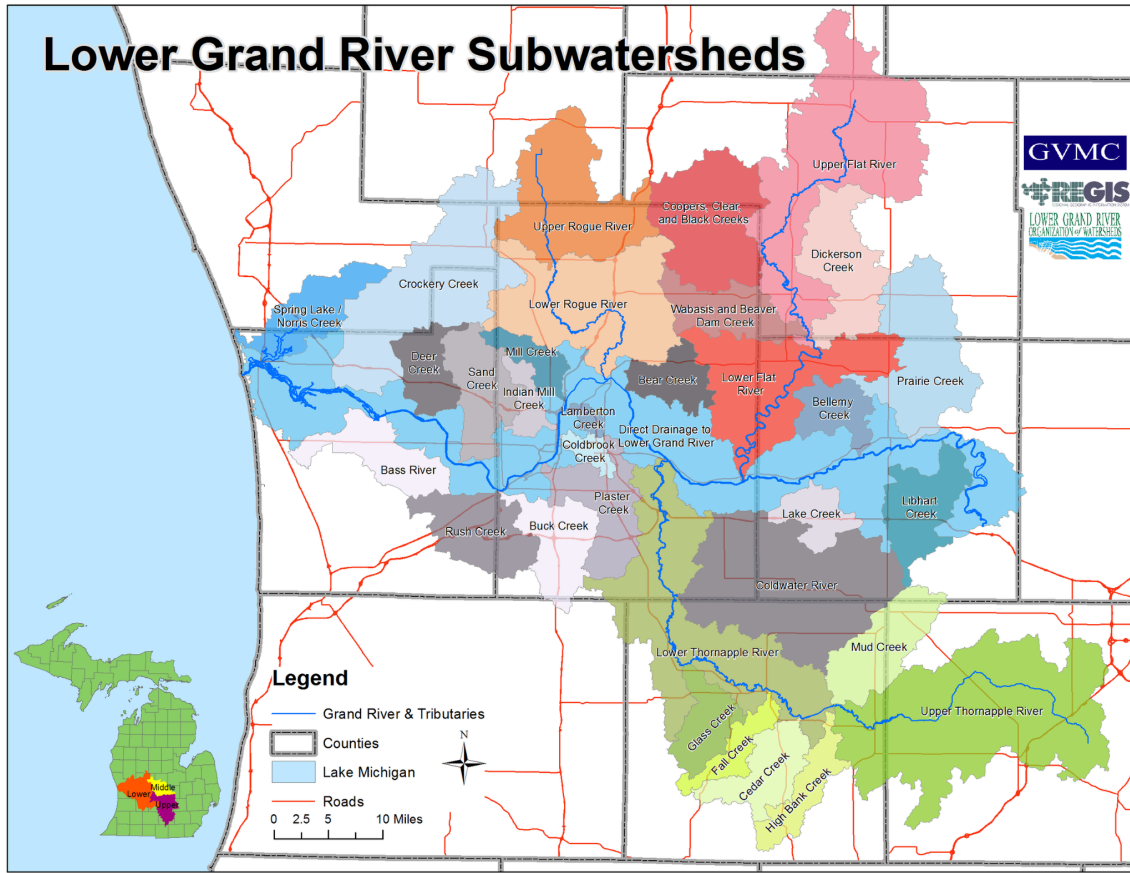 Lower Grand River Subwatersheds
GVMC
REGIS
LOWER GRAND RIVER
ORGANIZATION of WATERSHEDS
Upper Flat River
Coopers, Clear,
and Black Creeks
Upper Rogue River
Dickerson
Creek
Crockery Creek
Spring Lake /
Norris Creek
Lower Rogue River
Wabasis and Beaver
Dam Creek
Deer
Creek
Sand
Creek
Mill Creek
Indian Mill
Creek
Bear Creek
Lower Flat
River
Prairie Creek
Bellemy
Creek
Lamberton
Creek
Direct Drainage to
Lower Grand River
Coldbrook
Creek
Bass River
Plaster
Creek
Libhart
Creek
Lake Creek
Rush Creek
Buck Creek
Coldwater River
Lower Thornapple River
Mud Creek
Upper Thornapple River
Glass Creek
Fall Creek
Cedar Creek
High Bank Creek
Legend
Grand River & Tributaries
Counties
Lake Michigan
Roads
N
0 2.5 5 10 Miles
Lower
Middle
Upper